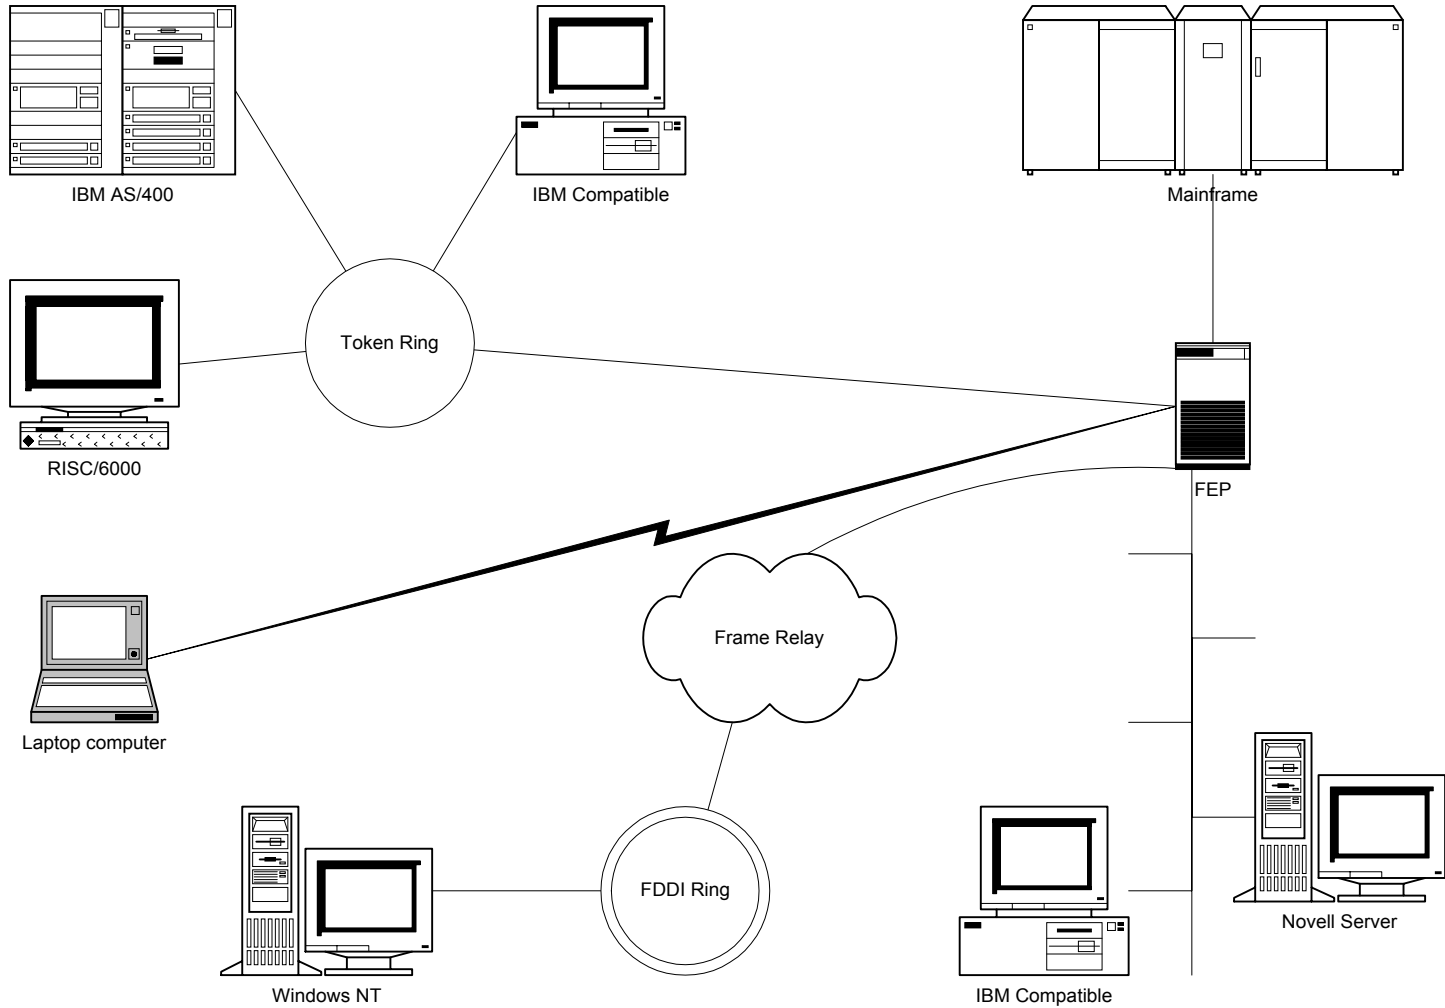 IBM AS/400
IBM Compatible
Mainframe
Token Ring
RISC/6000
FEP
Frame Relay
Laptop computer
FDDI Ring
Novell Server
Windows NT
IBM Compatible